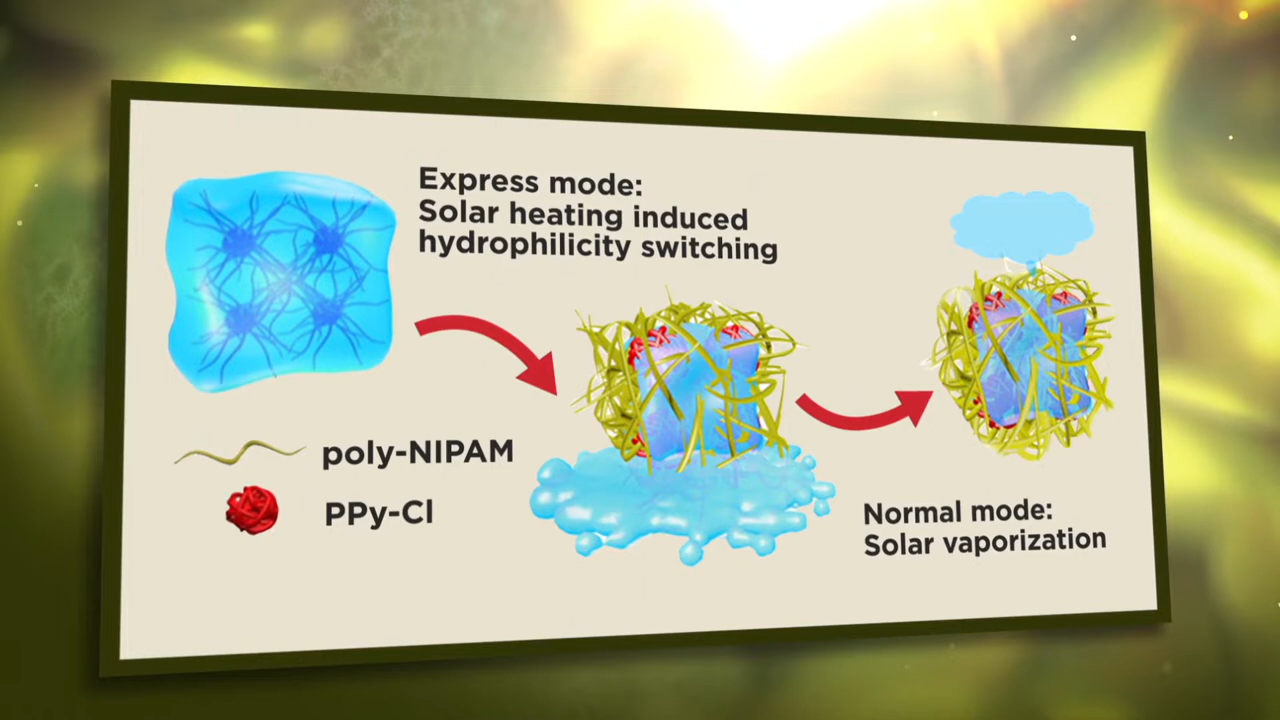 Express mode:
Solar heating induced
hydrophilicity switching
poly-NIPAM
PPy-Cl
Normal mode:
Solar vaporization